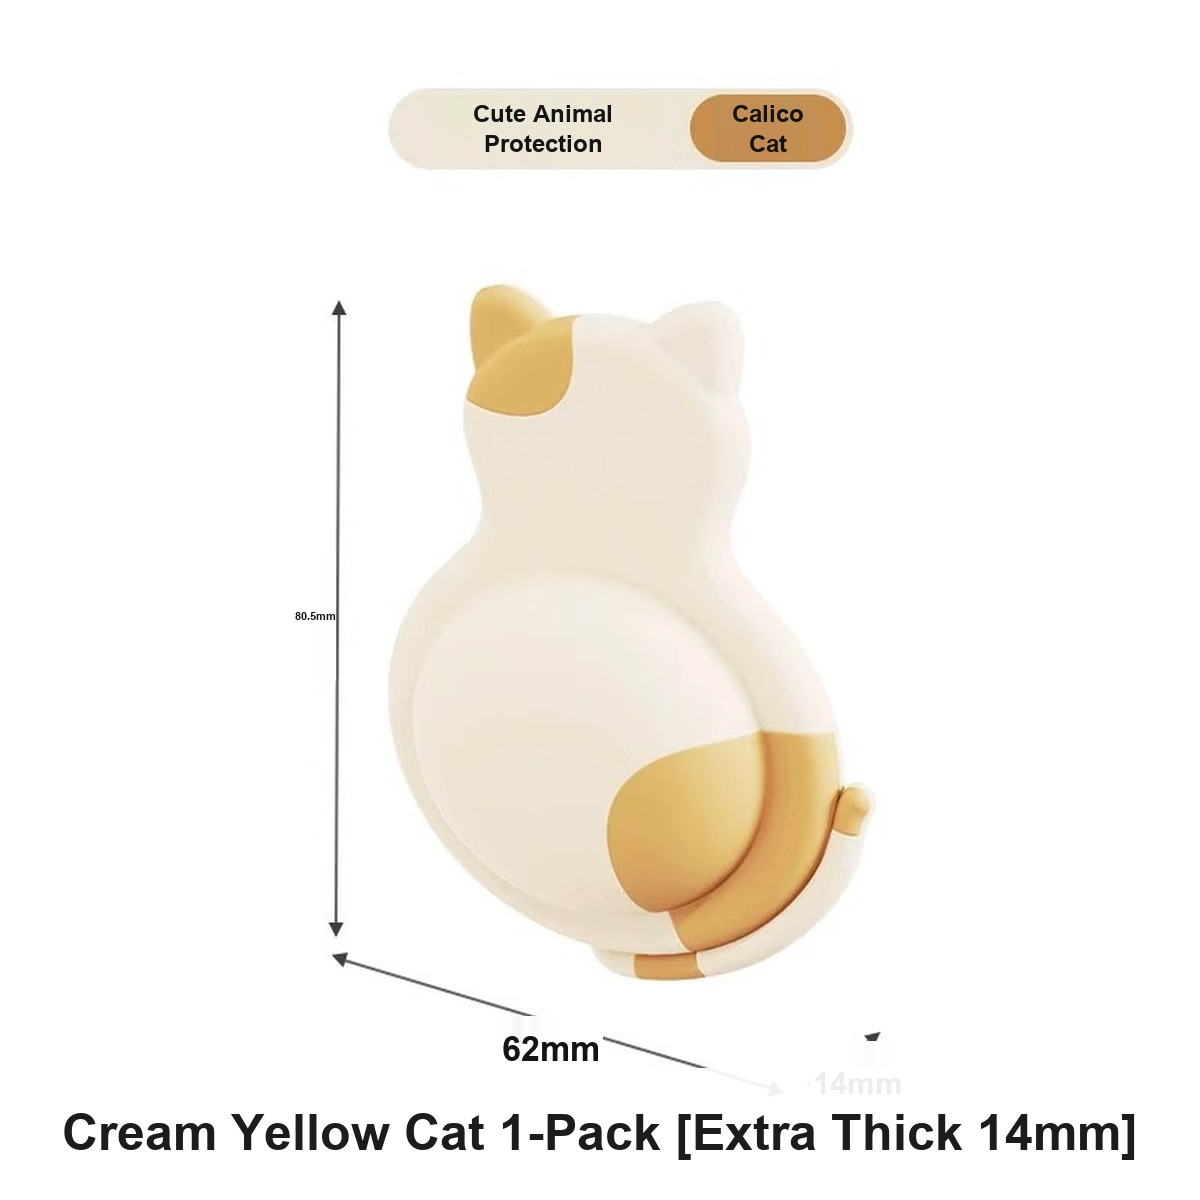 Cute Animal
Protection
Calico
Cat
80.5mm
62mm
14mm
Cream Yellow Cat 1-Pack [Extra Thick 14mm]